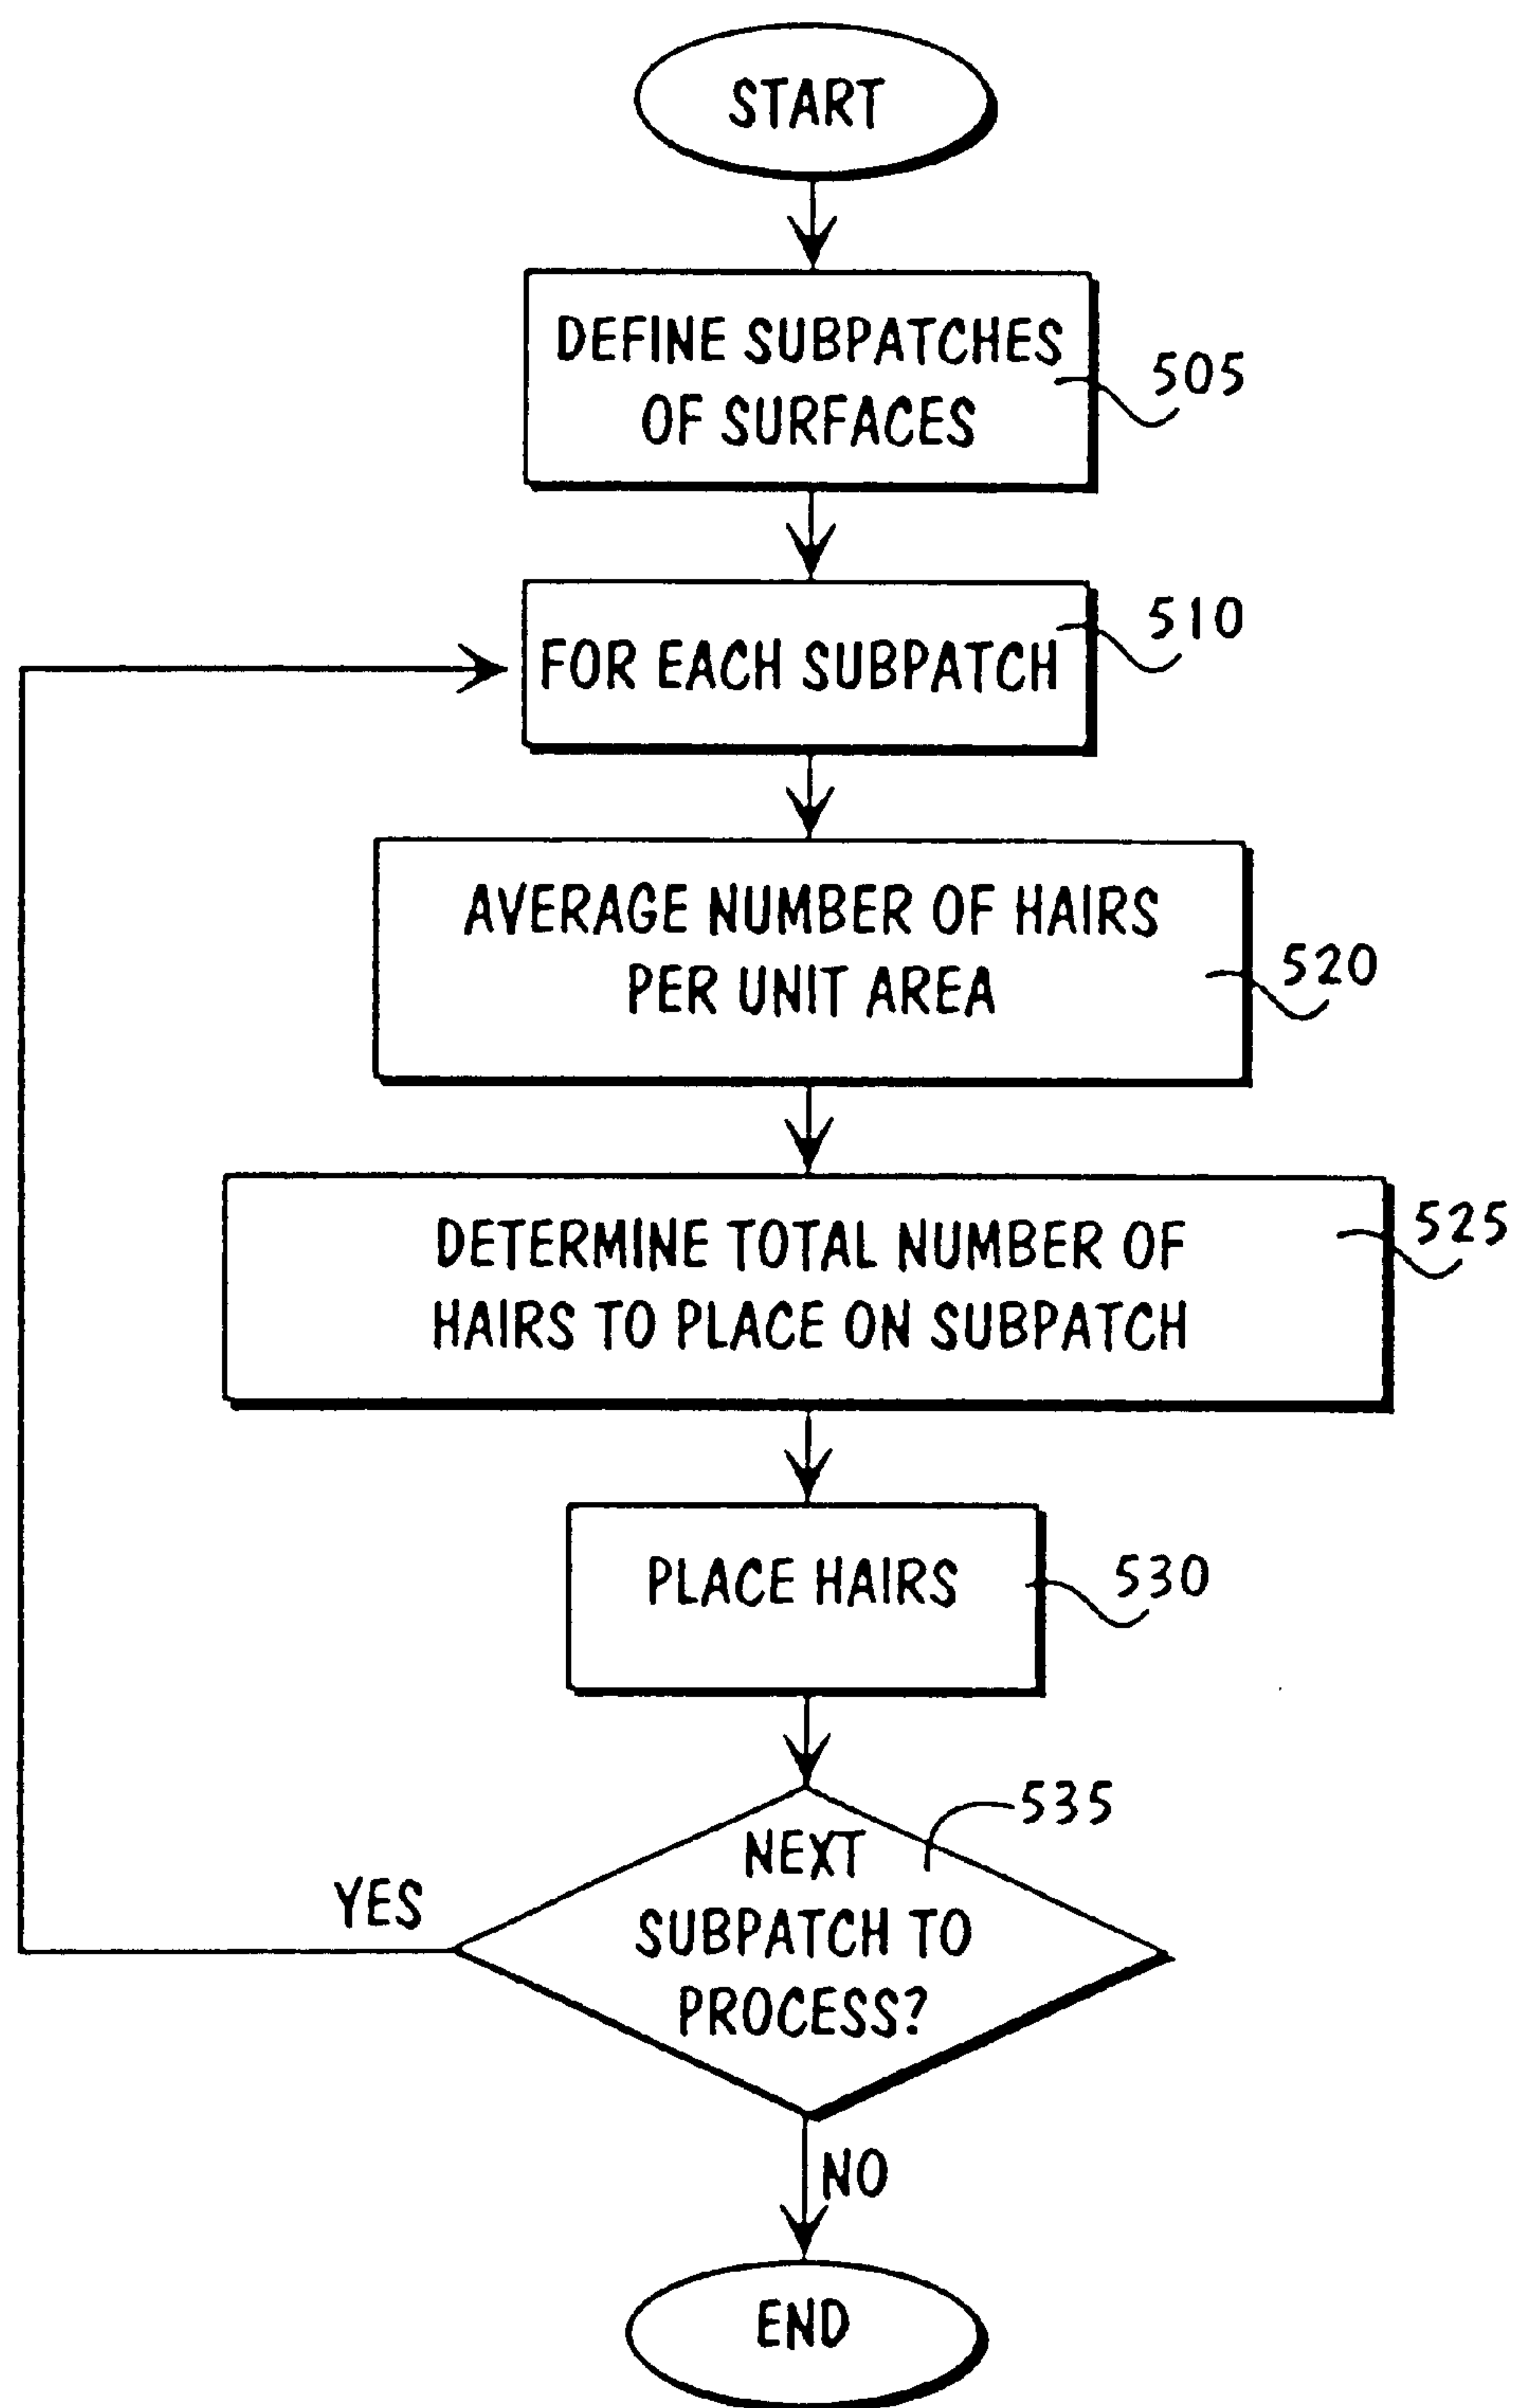 START
DEFINE SUBPATCHES
OF SURFACES
505
FOR EACH SUBPATCH
510
AVERAGE NUMBER OF HAIRS
PER UNIT AREA
520
DETERMINE TOTAL NUMBER OF
HAIRS TO PLACE ON SUBPATCH
525
PLACE HAIRS
530
535
NEXT
SUBPATCH TO
PROCESS?
YES
NO
END